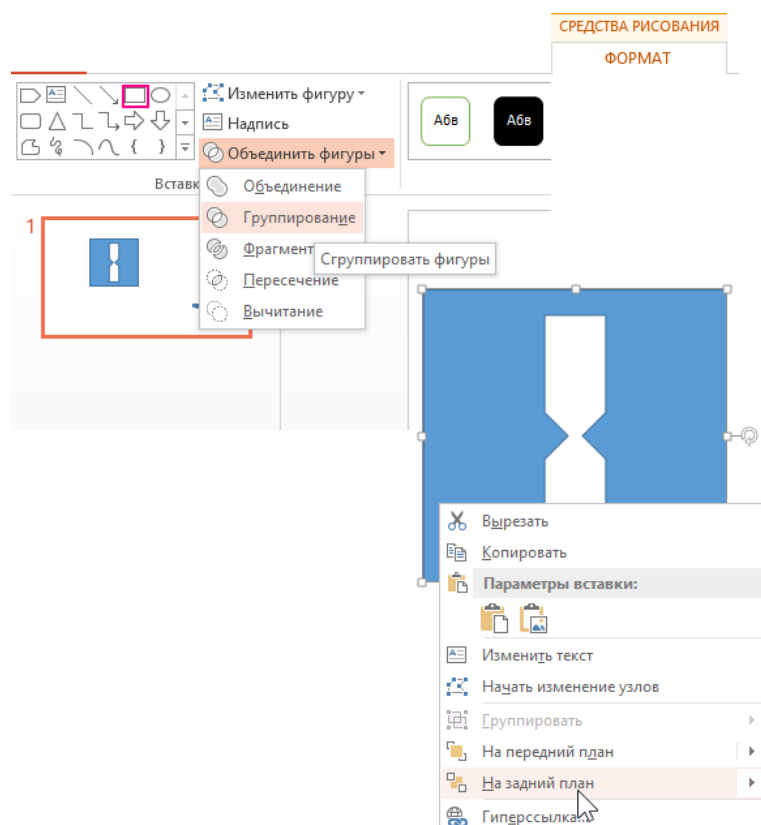 СРЕДСТВА РИСОВАНИЯ
ФОРМАТ
Изменить фигуру
Надпись
Объединить фигуры
Абв
Абв
Встав
Объединение
Группирование
Фрагмент
Сгруппировать фигуры
Пересечение
Вычитание
1
Вырезать
Копировать
Параметры вставки:
Изменить текст
Начать изменение узлов
Группировать
На передний план
На задний план
Гиперссылка...